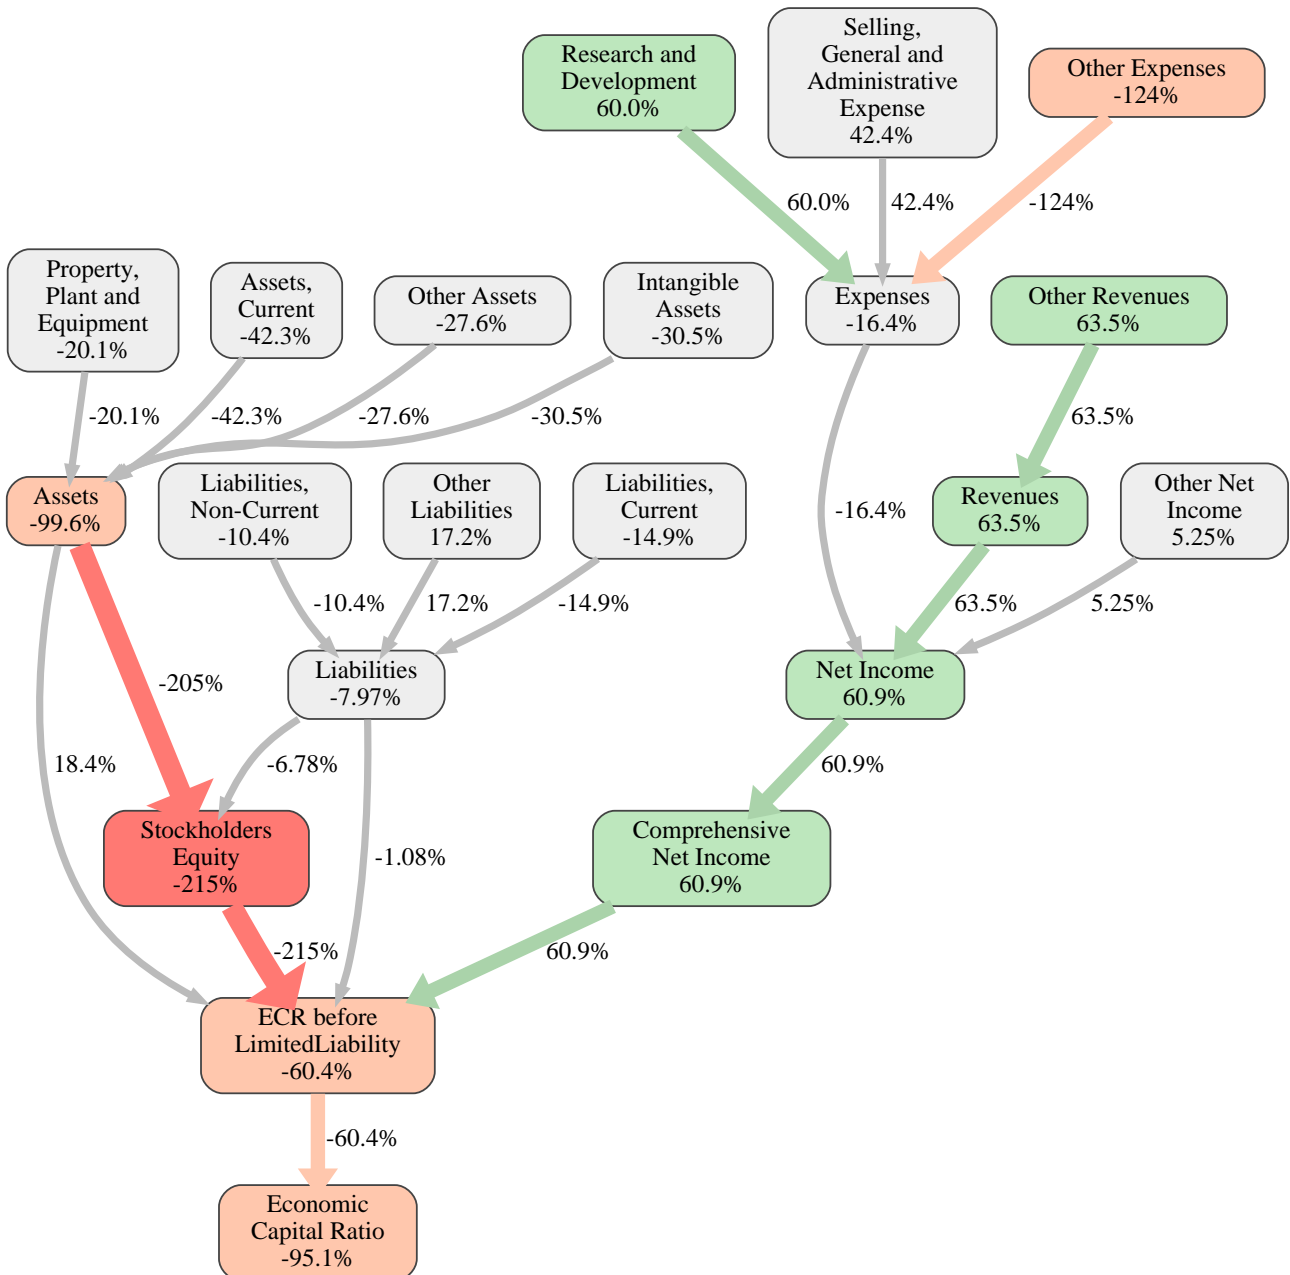 Research and
Development
60.0%
Selling,
General and
Administrative
Expense
42.4%
Other Expenses
-124%
60.0%
42.4%
-124%
Property,
Plant and
Equipment
-20.1%
Assets,
Current
-42.3%
Other Assets
-27.6%
Intangible
Assets
-30.5%
Expenses
-16.4%
Other Revenues
63.5%
-20.1%
-42.3%
-27.6%
-30.5%
63.5%
Assets
-99.6%
Liabilities,
Non-Current
-10.4%
Other
Liabilities
17.2%
Liabilities,
Current
-14.9%
-16.4%
Revenues
63.5%
Other Net
Income
5.25%
-10.4%
17.2%
-14.9%
63.5%
5.25%
-205%
Liabilities
-7.97%
Net Income
60.9%
18.4%
-6.78%
60.9%
Stockholders
Equity
-215%
-1.08%
Comprehensive
Net Income
60.9%
-215%
60.9%
ECR before
LimitedLiability
-60.4%
-60.4%
Economic
Capital Ratio
-95.1%